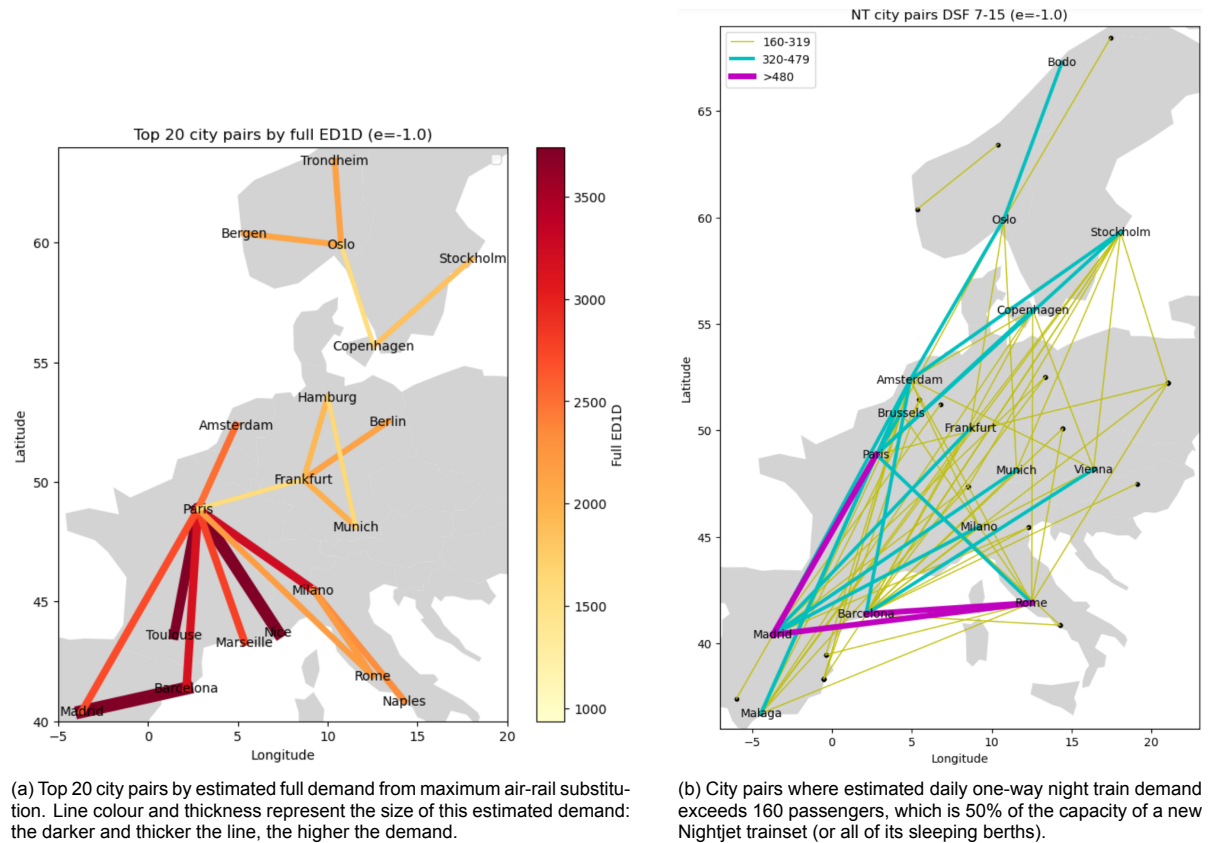 Top 20 city pairs by full ED1D (e=-1.0)
Trondheim
Bergen
Oslo
Stockholm
Copenhagen
Hamburg
Berlin
Amsterdam
Frankfurt
Paris
Munich
Milano
Toulouse
Marseille
Nice
Barcelona
Rome
Naples
Madrid
60
55
50
45
40
Latitude
−5
0
5
10
15
20
Longitude
3500
3000
2500
2000
1500
1000
Full ED1D
(a) Top 20 city pairs by estimated full demand from maximum air-rail substitu-
tion. Line colour and thickness represent the size of this estimated demand:
the darker and thicker the line, the higher the demand.
NT city pairs DSF 7-15 (e=-1.0)
160-319
320-479
>480
Bodo
Oslo
Stockholm
Copenhagen
Amsterdam
Brussels
Frankfurt
Paris
Munich
Vienna
Milano
Rome
Barcelona
Madrid
Malaga
65
60
55
50
45
40
Latitude
−5
0
5
10
15
20
Longitude
(b) City pairs where estimated daily one-way night train demand
exceeds 160 passengers, which is 50% of the capacity of a new
Nightjet trainset (or all of its sleeping berths).